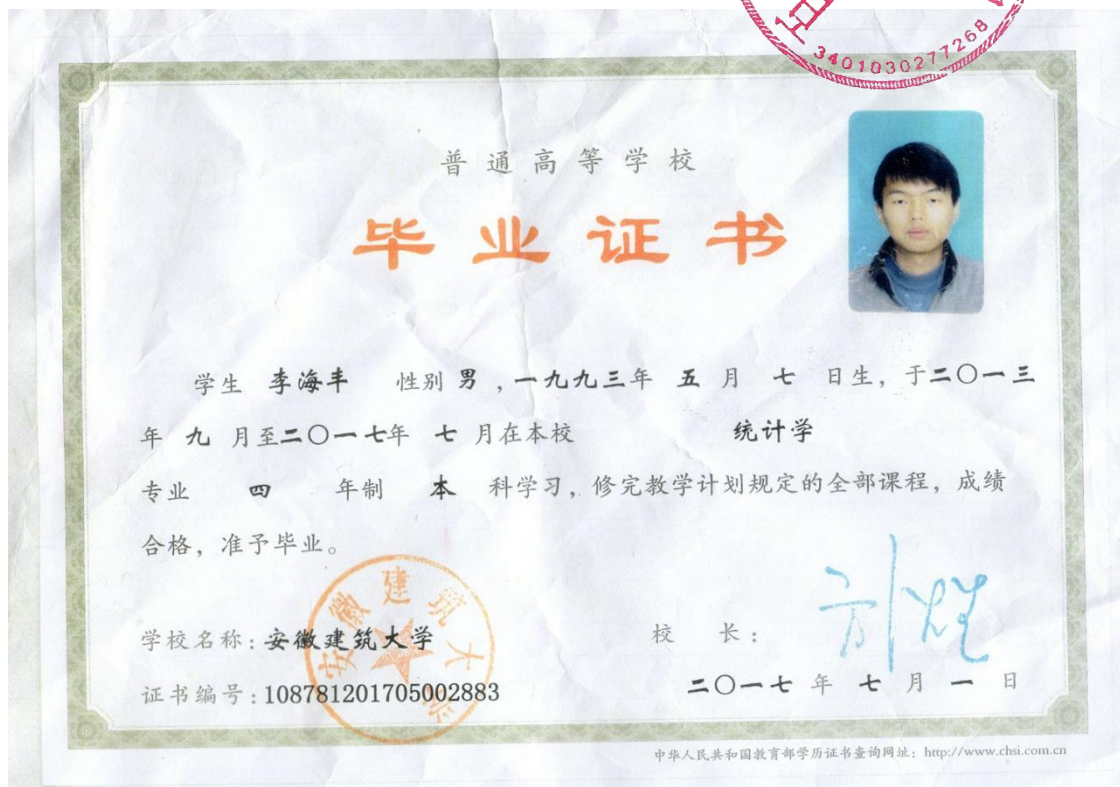 3401030277268
普通高等学校
毕业证书
学生 李海丰 性别 男 ，一九九三年 五 月 七 日生，于二〇一三
年 九 月至二〇一七年 七 月在本校 统计学
专业 四 年制 本 科学习，修完教学计划规定的全部课程，成绩
合格，准予毕业。
安徽建筑大学
学校名称：安徽建筑大学
校 长：
证书编号：108781201705002883
二〇一七 年 七 月 一 日
中华人民共和国教育部学历证书查询网址：http://www.chsi.com.cn